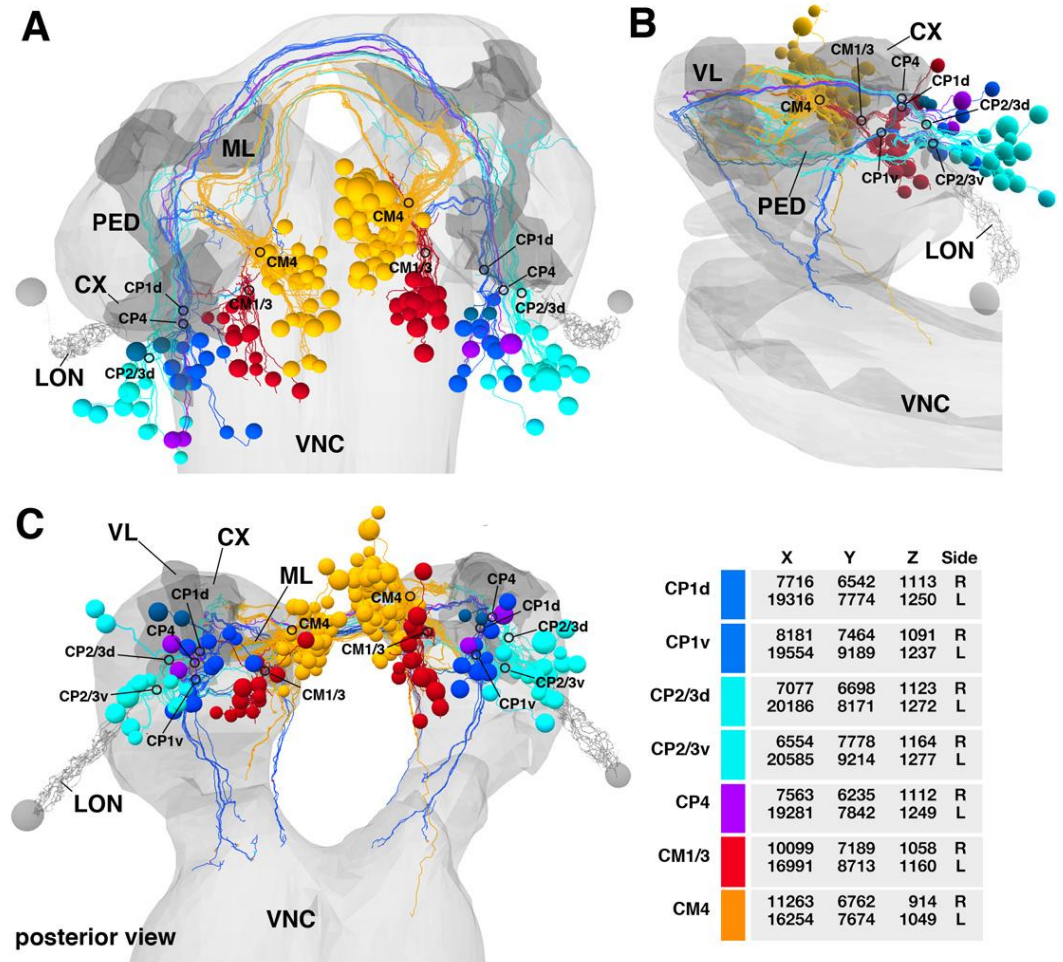 A
ML
PED
CM4
CM4
CP1d
CX
CP1d
CM1/3
CM1/3
CP4
CP4
CP2/3d
LON
CP2/3d
LON
VNC
B
CX
CM1/3
CP4
VL
CP1d
CM4
CP2/3d
CP1v
CP2/3v
PED
LON
VNC
C
VL
CX
ML
CP1d
CP4
CM4
CP1d
CP4
CM4
CP2/3d
CP2/3d
CM1/3
CP2/3v
CM1/3
CP2/3v
CP1v
CP1v
LON
VNC
posterior view
X Y Z Side
CP1d 7716 6542 1113 R
19316 7774 1250 L
CP1v 8181 7464 1091 R
19554 9189 1237 L
CP2/3d 7077 6698 1123 R
20186 8171 1272 L
CP2/3v 6554 7778 1164 R
20585 9214 1277 L
CP4 7563 6235 1112 R
19281 7842 1249 L
CM1/3 10099 7189 1058 R
16991 8713 1160 L
CM4 11263 6762 914 R
16254 7674 1049 L